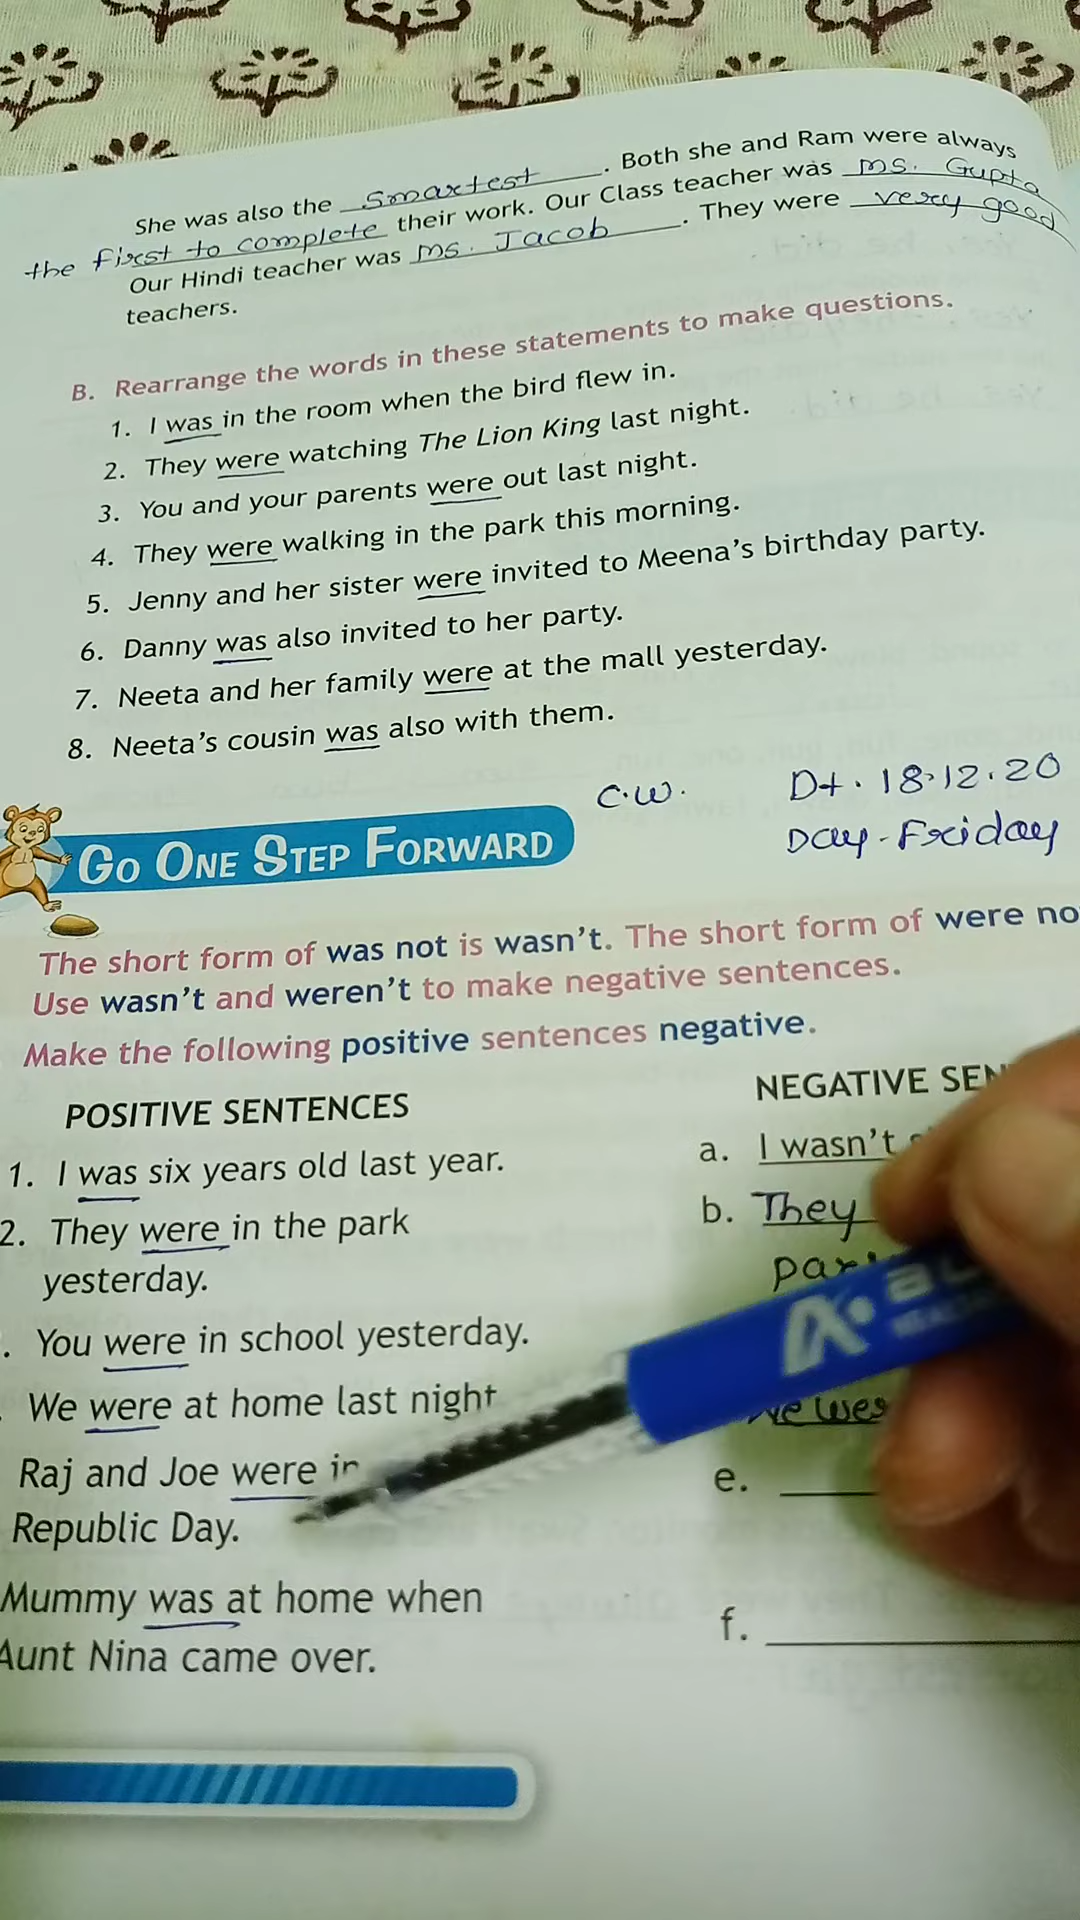 She was also the smartest. Both she and Ram were always
the first to complete their work. Our Class teacher was ms. Gupta
Our Hindi teacher was ms. Jacob. They were very good
teachers.
B. Rearrange the words in these statements to make questions.
1. I was in the room when the bird flew in.
2. They were watching The Lion King last night.
3. You and your parents were out last night.
4. They were walking in the park this morning.
5. Jenny and her sister were invited to Meena's birthday party.
6. Danny was also invited to her party.
7. Neeta and her family were at the mall yesterday.
8. Neeta's cousin was also with them.
C.W. Dt. 18.12.20
Day - Friday
GO ONE STEP FORWARD
The short form of was not is wasn't. The short form of were no
Use wasn't and weren't to make negative sentences.
Make the following positive sentences negative.
POSITIVE SENTENCES NEGATIVE SEN
1. I was six years old last year. a. I wasn't
2. They were in the park b. They
yesterday. par
. You were in school yesterday.
We were at home last night
Raj and Joe were in e.
Republic Day.
Mummy was at home when f.
Aunt Nina came over.